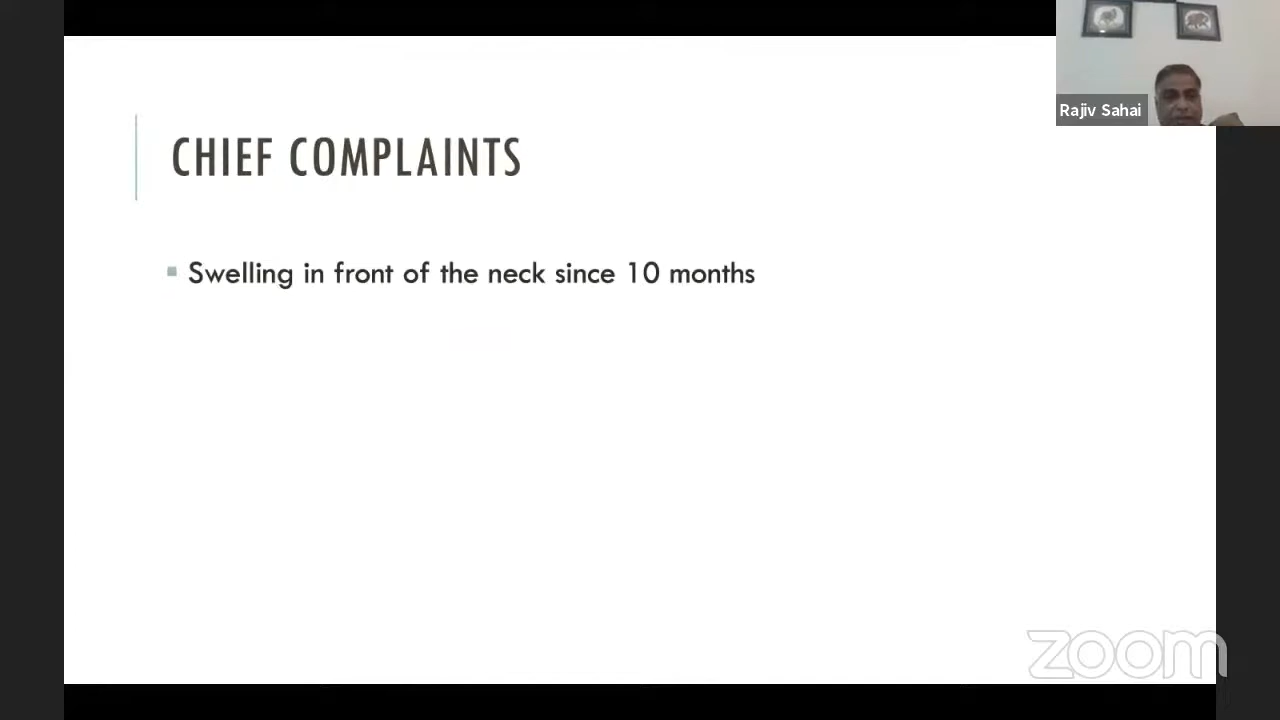 Rajiv Sahai
CHIEF COMPLAINTS
Swelling in front of the neck since 10 months
zoom